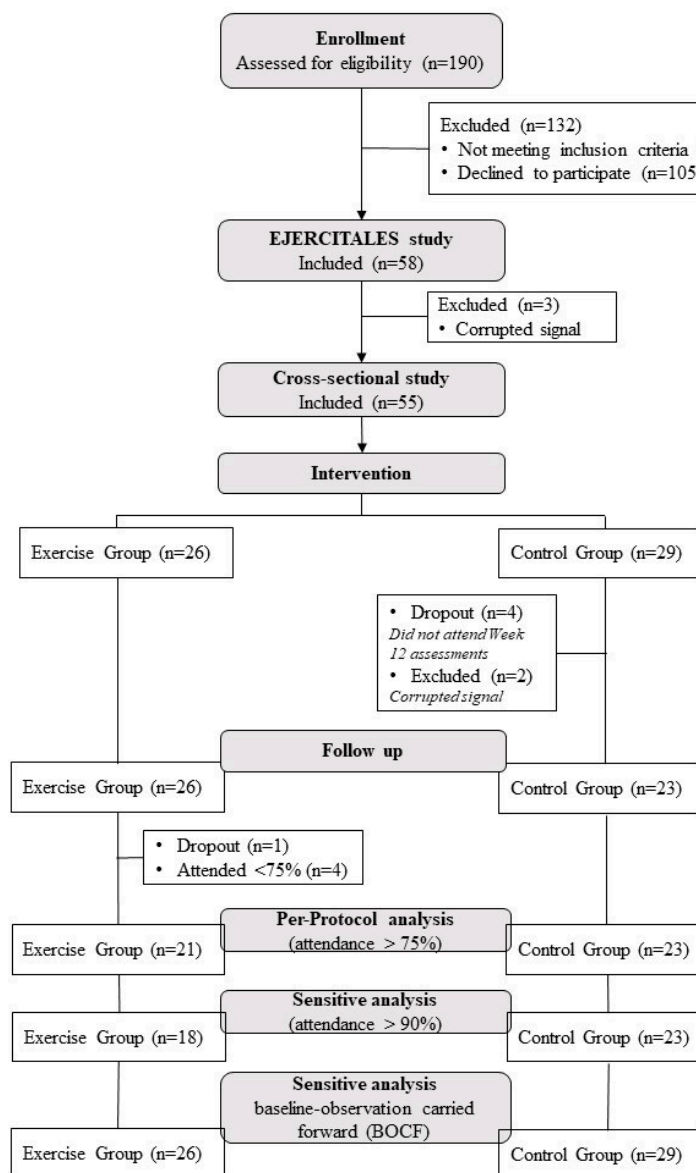 Enrollment
Assessed for eligibility (n=190)
Excluded (n=132)
• Not meeting inclusion criteria
• Declined to participate (n=105
EJERCITALES study
Included (n=58)
Excluded (n=3)
• Corrupted signal
Cross-sectional study
Included (n=55)
Intervention
Exercise Group (n=26)
Control Group (n=29)
• Dropout (n=4)
Did not attend Week
12 assessments
• Excluded (n=2)
Corrupted signal
Follow up
Exercise Group (n=26)
Control Group (n=23)
• Dropout (n=1)
• Attended <75% (n=4)
Per-Protocol analysis
(attendance > 75%)
Exercise Group (n=21)
Control Group (n=23)
Sensitive analysis
(attendance > 90%)
Exercise Group (n=18)
Control Group (n=23)
Sensitive analysis
baseline-observation carried
forward (BOCF)
Exercise Group (n=26)
Control Group (n=29)